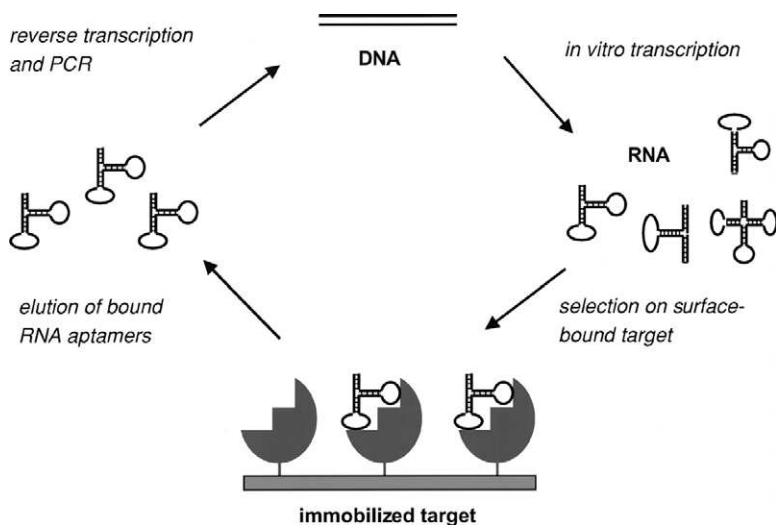 reverse transcription
and PCR
DNA
in vitro transcription
RNA
elution of bound
RNA aptamers
selection on surface-
bound target
immobilized target